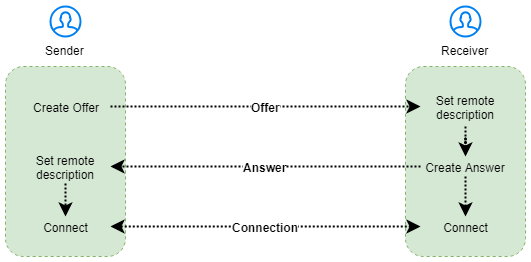 Sender
Receiver
Create Offer
Offer
Set remote
description
Set remote
description
Answer
Create Answer
Connect
Connection
Connect